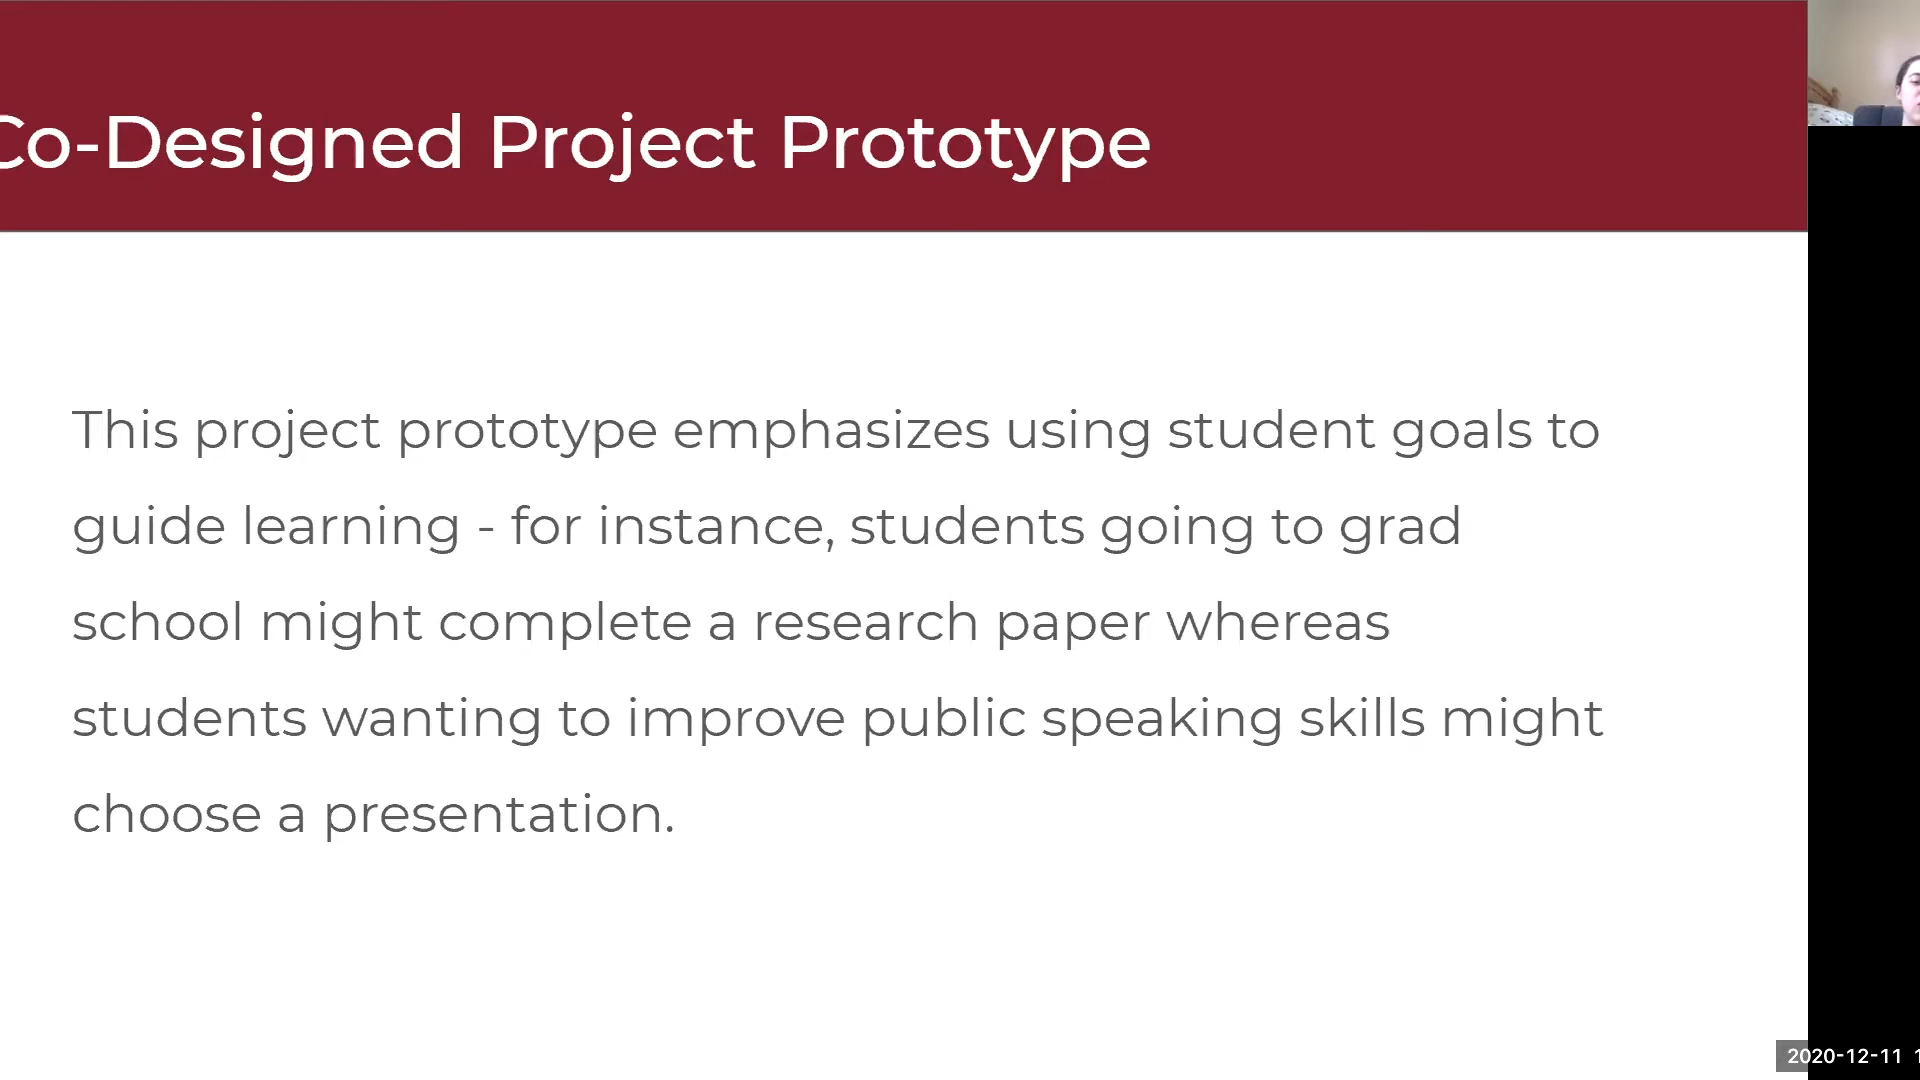 Co-Designed Project Prototype
This project prototype emphasizes using student goals to
guide learning - for instance, students going to grad
school might complete a research paper whereas
students wanting to improve public speaking skills might
choose a presentation.
2020-12-11